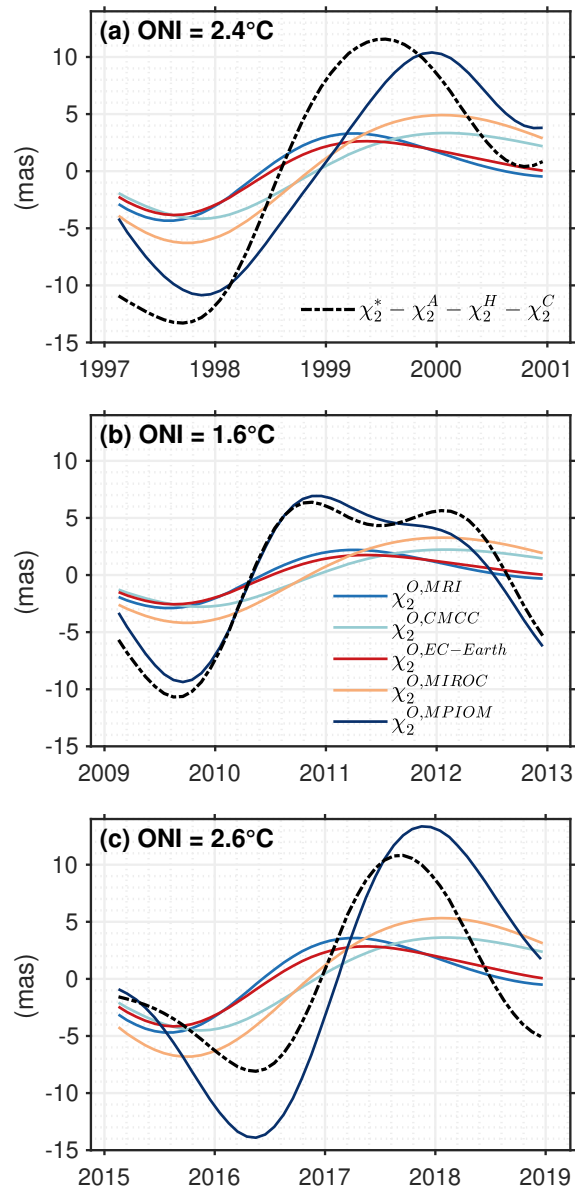 (a) ONI = 2.4°C
10
5
0
-5
-10
-15
(mas)
χ₂* − χ₂ᴬ − χ₂ᴴ − χ₂ᶜ
1997 1998 1999 2000 2001
(b) ONI = 1.6°C
10
5
0
-5
-10
-15
(mas)
χ₂^{O,MRI}
χ₂^{O,CMCC}
χ₂^{O,EC−Earth}
χ₂^{O,MIROC}
χ₂^{O,MPIOM}
2009 2010 2011 2012 2013
(c) ONI = 2.6°C
10
5
0
-5
-10
-15
(mas)
2015 2016 2017 2018 2019